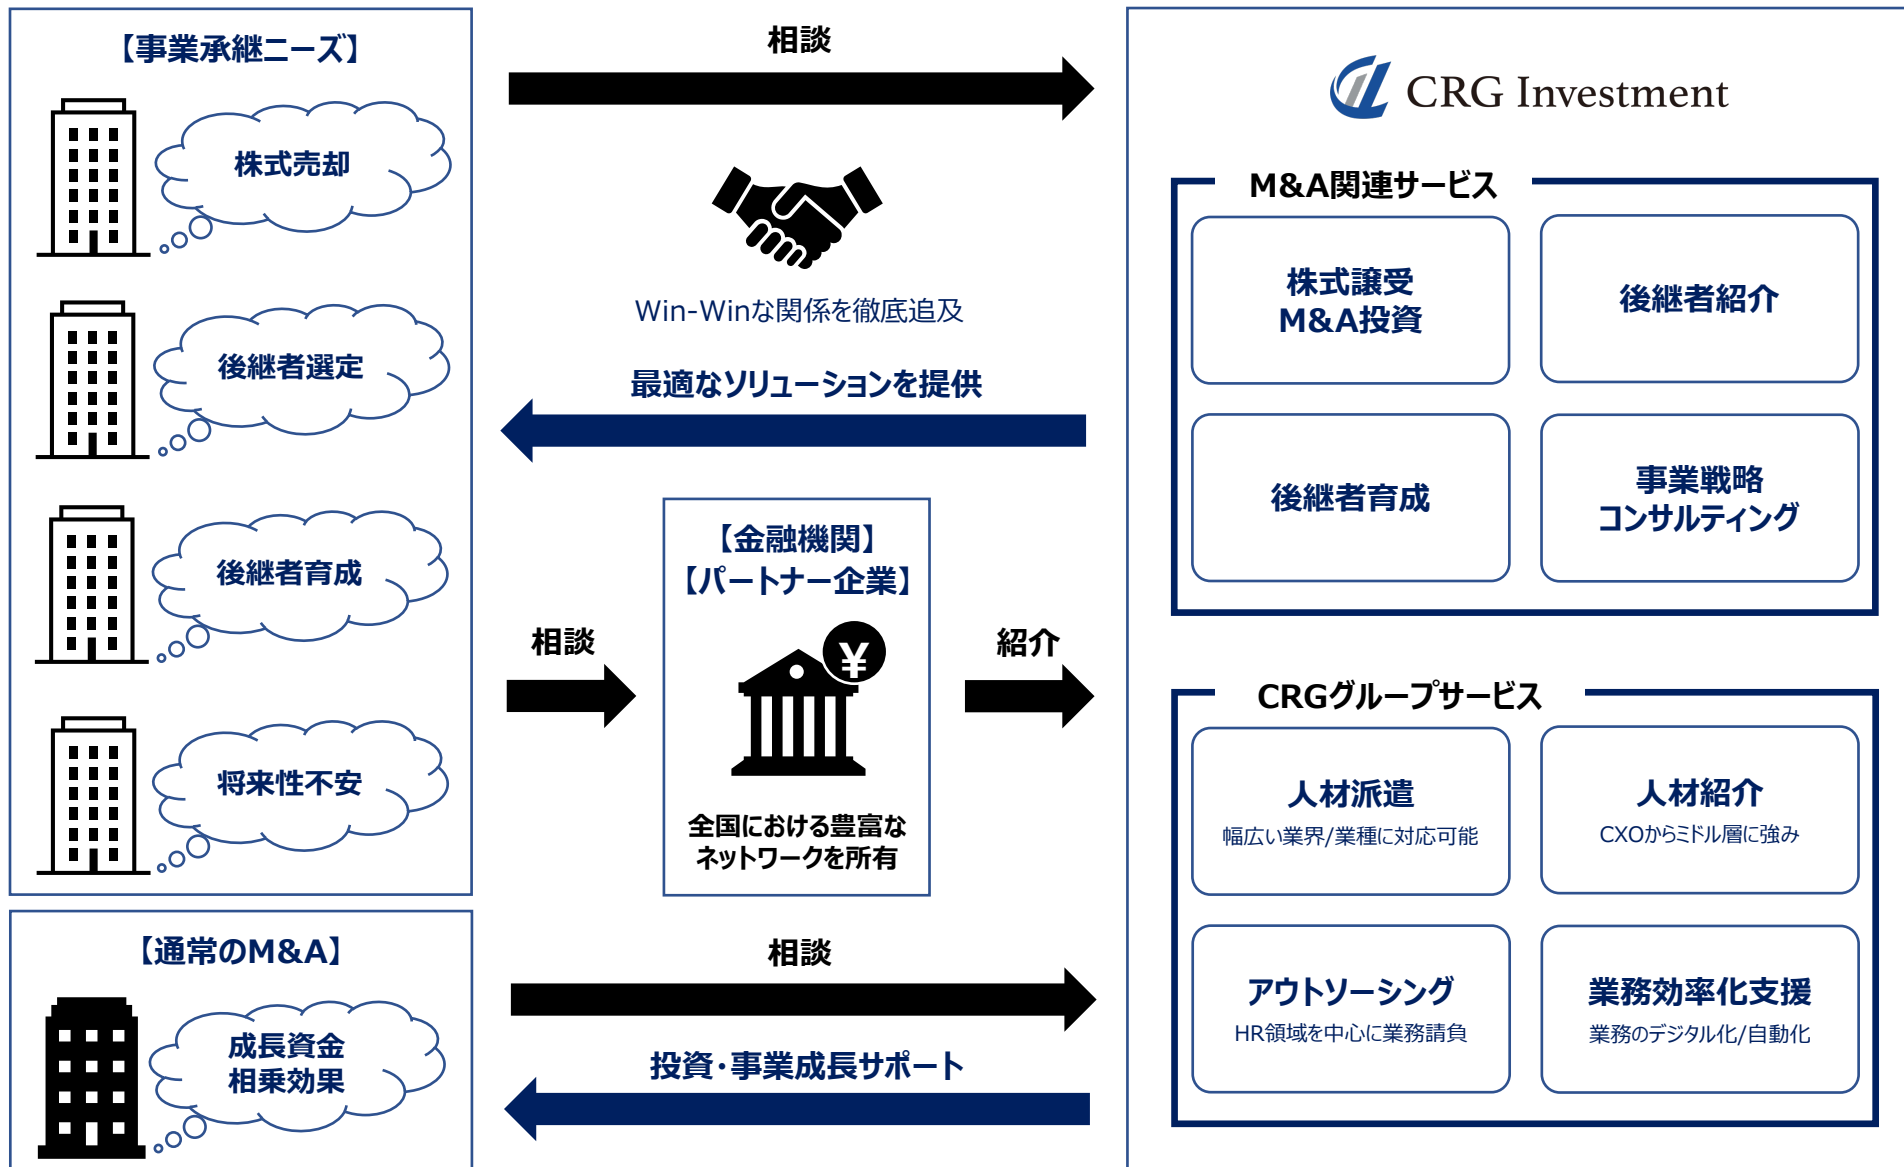 【事業承継ニーズ】
株式売却
後継者選定
後継者育成
将来性不安
【通常のM&A】
成長資金
相乗効果
相談
Win-Winな関係を徹底追及
最適なソリューションを提供
相談
【金融機関】
【パートナー企業】
¥
全国における豊富な
ネットワークを所有
紹介
相談
投資・事業成長サポート
CRG Investment
M&A関連サービス
株式譲受
M&A投資
後継者紹介
後継者育成
事業戦略
コンサルティング
CRGグループサービス
人材派遣
幅広い業界/業種に対応可能
人材紹介
CXOからミドル層に強み
アウトソーシング
HR領域を中心に業務請負
業務効率化支援
業務のデジタル化/自動化